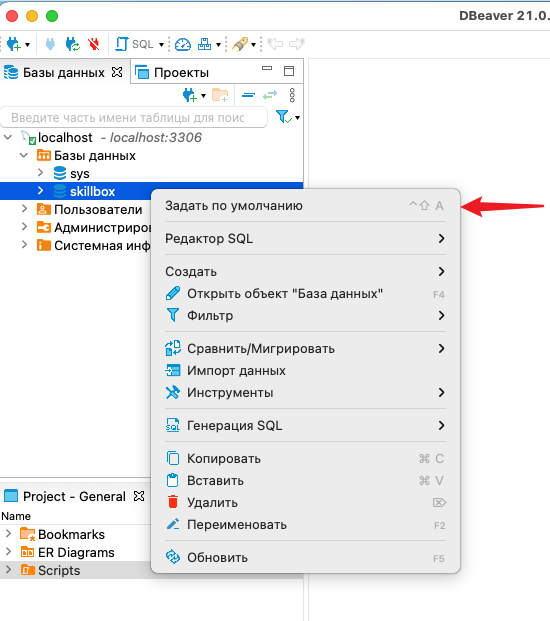 DBeaver 21.0.
SQL
Базы данных
Проекты
Введите часть имени таблицы для поис
localhost - localhost:3306
Базы данных
sys
skillbox
Пользователи
Администриров
Системная инф
Задать по умолчанию ⌃⇧ A
Редактор SQL
Создать
Открыть объект "База данных" F4
Фильтр
Сравнить/Мигрировать
Импорт данных
Инструменты
Генерация SQL
SQL
Копировать ⌘ C
Вставить ⌘ V
Удалить ⌦
Переименовать F2
Обновить F5
Project - General
Name
Bookmarks
ER Diagrams
Scripts